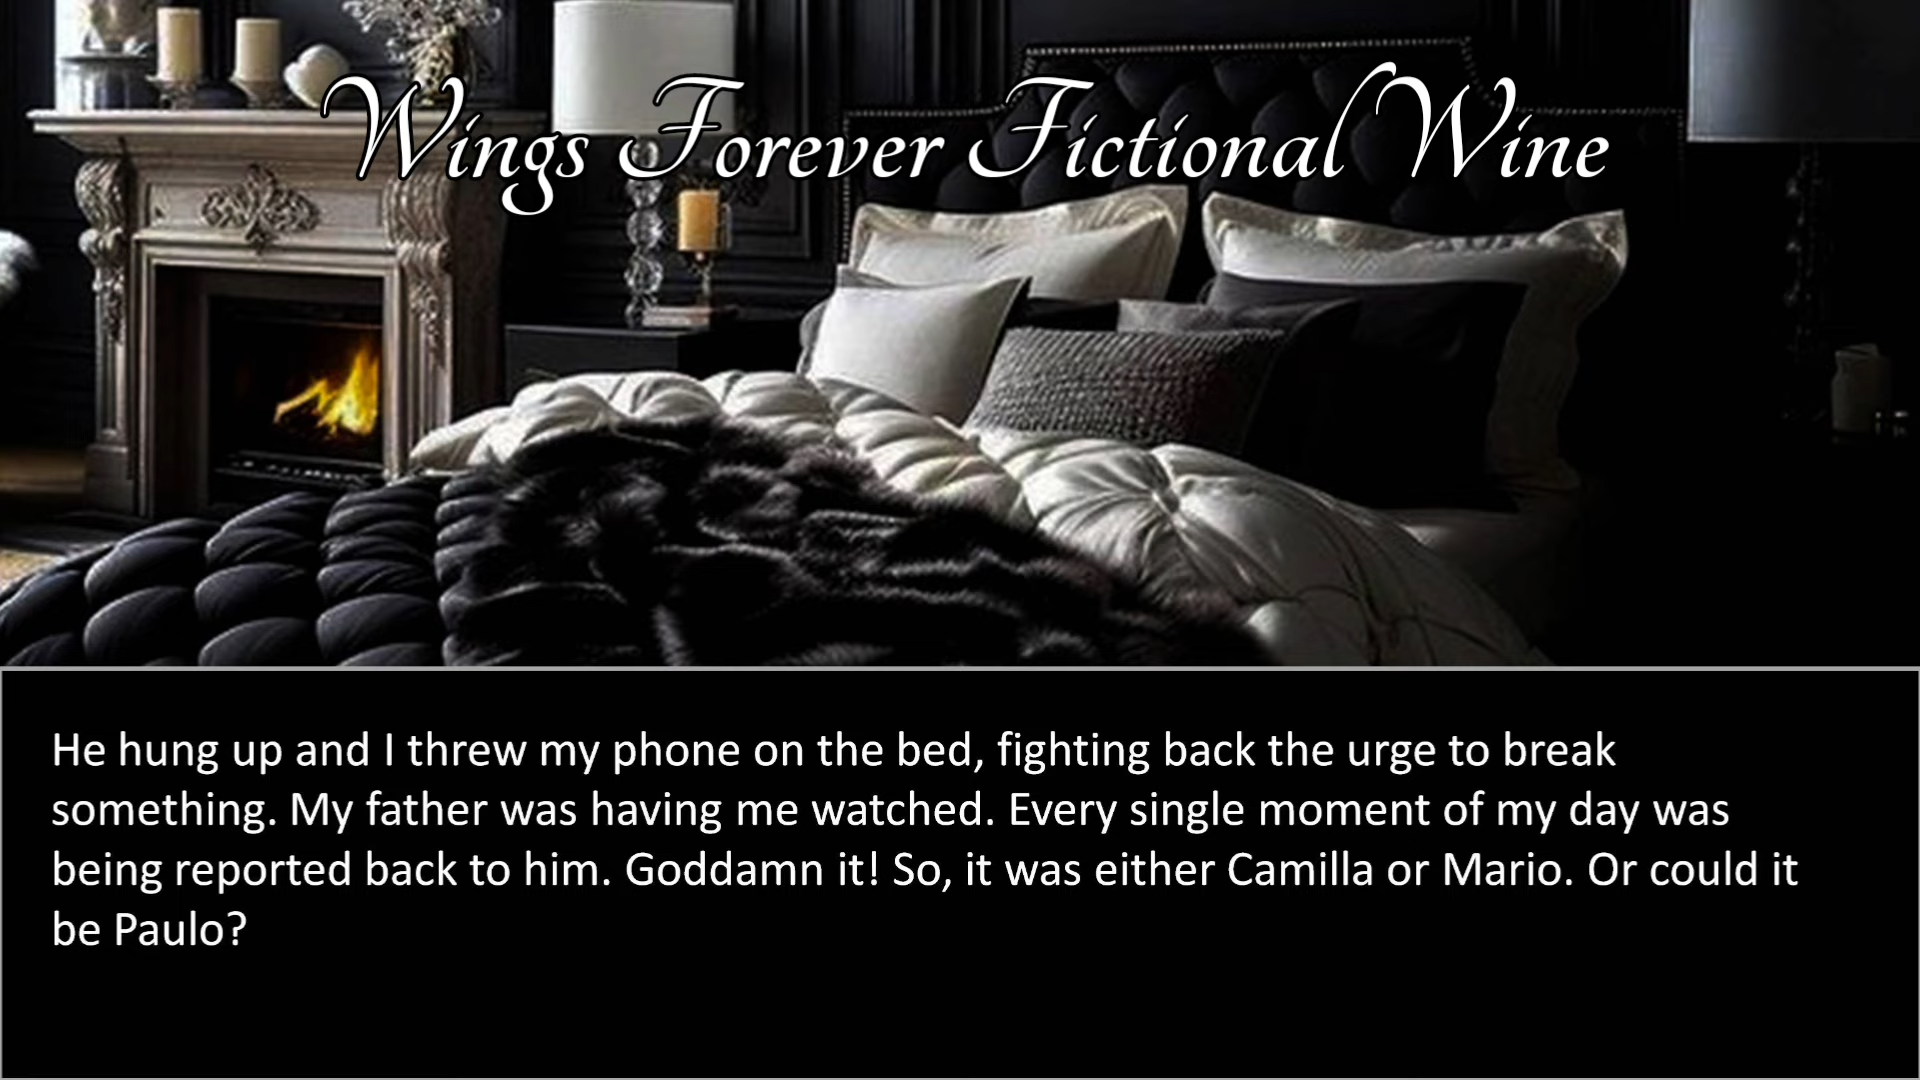 Wings Forever Fictional Wine
He hung up and I threw my phone on the bed, fighting back the urge to break
something. My father was having me watched. Every single moment of my day was
being reported back to him. Goddamn it! So, it was either Camilla or Mario. Or could it
be Paulo?